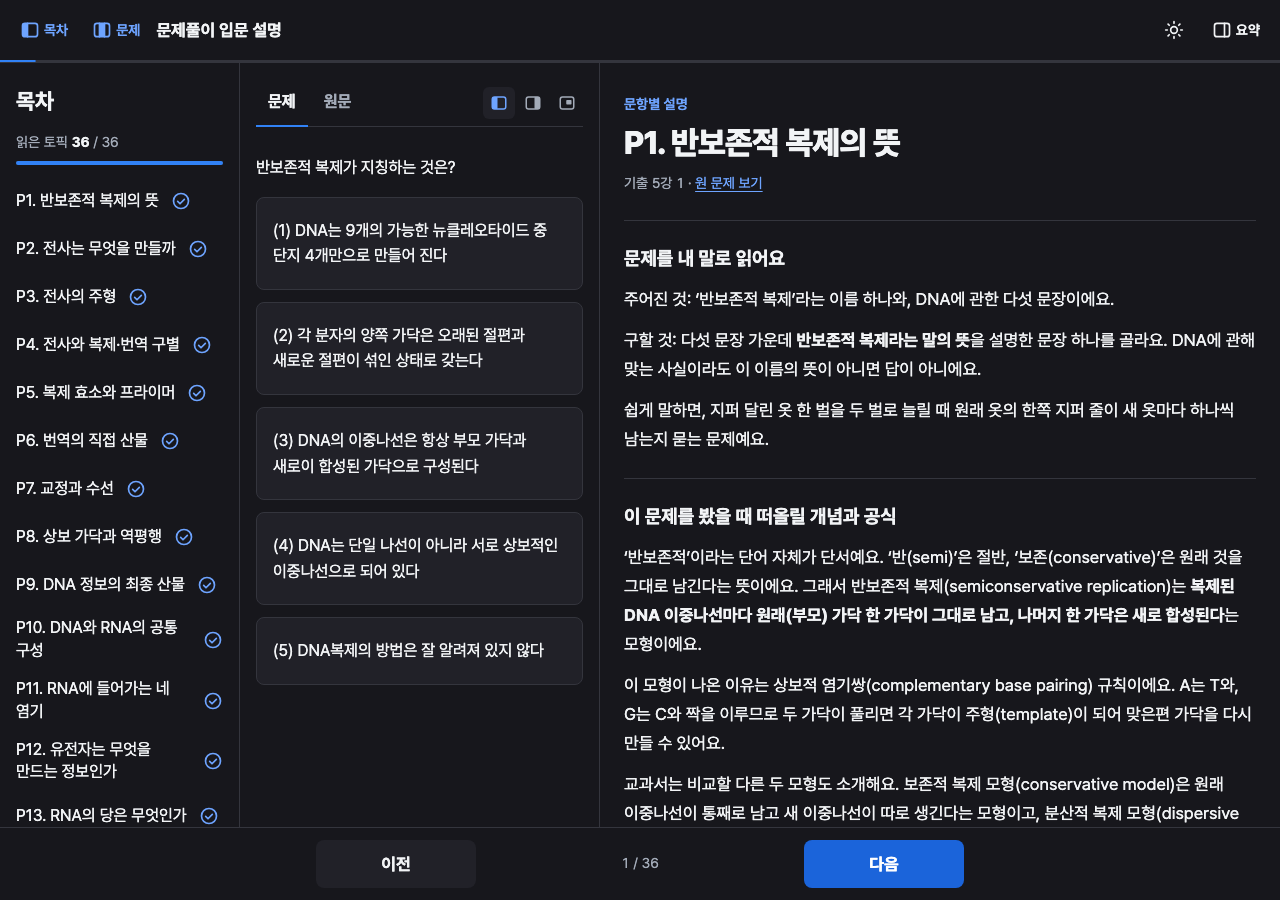 목차
문제
문제풀이 입문 설명
요약
목차
읽은 토픽 36 / 36
P1. 반보존적 복제의 뜻
P2. 전사는 무엇을 만들까
P3. 전사의 주형
P4. 전사와 복제·번역 구별
P5. 복제 효소와 프라이머
P6. 번역의 직접 산물
P7. 교정과 수선
P8. 상보 가닥과 역평행
P9. DNA 정보의 최종 산물
P10. DNA와 RNA의 공통
구성
P11. RNA에 들어가는 네
염기
P12. 유전자는 무엇을
만드는 정보인가
P13. RNA의 당은 무엇인가
문제
원문
반보존적 복제가 지칭하는 것은?
(1) DNA는 9개의 가능한 뉴클레오타이드 중
단지 4개만으로 만들어 진다
(2) 각 분자의 양쪽 가닥은 오래된 절편과
새로운 절편이 섞인 상태로 갖는다
(3) DNA의 이중나선은 항상 부모 가닥과
새로이 합성된 가닥으로 구성된다
(4) DNA는 단일 나선이 아니라 서로 상보적인
이중나선으로 되어 있다
(5) DNA복제의 방법은 잘 알려져 있지 않다
문항별 설명
P1. 반보존적 복제의 뜻
기출 5강 1 · 원 문제 보기
문제를 내 말로 읽어요
주어진 것: ‘반보존적 복제’라는 이름 하나와, DNA에 관한 다섯 문장이에요.
구할 것: 다섯 문장 가운데 반보존적 복제라는 말의 뜻을 설명한 문장 하나를 골라요. DNA에 관해
맞는 사실이라도 이 이름의 뜻이 아니면 답이 아니에요.
쉽게 말하면, 지퍼 달린 옷 한 벌을 두 벌로 늘릴 때 원래 옷의 한쪽 지퍼 줄이 새 옷마다 하나씩
남는지 묻는 문제예요.
이 문제를 봤을 때 떠올릴 개념과 공식
‘반보존적’이라는 단어 자체가 단서예요. ‘반(semi)’은 절반, ‘보존(conservative)’은 원래 것을
그대로 남긴다는 뜻이에요. 그래서 반보존적 복제(semiconservative replication)는 복제된
DNA 이중나선마다 원래(부모) 가닥 한 가닥이 그대로 남고, 나머지 한 가닥은 새로 합성된다는
모형이에요.
이 모형이 나온 이유는 상보적 염기쌍(complementary base pairing) 규칙이에요. A는 T와,
G는 C와 짝을 이루므로 두 가닥이 풀리면 각 가닥이 주형(template)이 되어 맞은편 가닥을 다시
만들 수 있어요.
교과서는 비교할 다른 두 모형도 소개해요. 보존적 복제 모형(conservative model)은 원래
이중나선이 통째로 남고 새 이중나선이 따로 생긴다는 모형이고, 분산적 복제 모형(dispersive
이전
1 / 36
다음